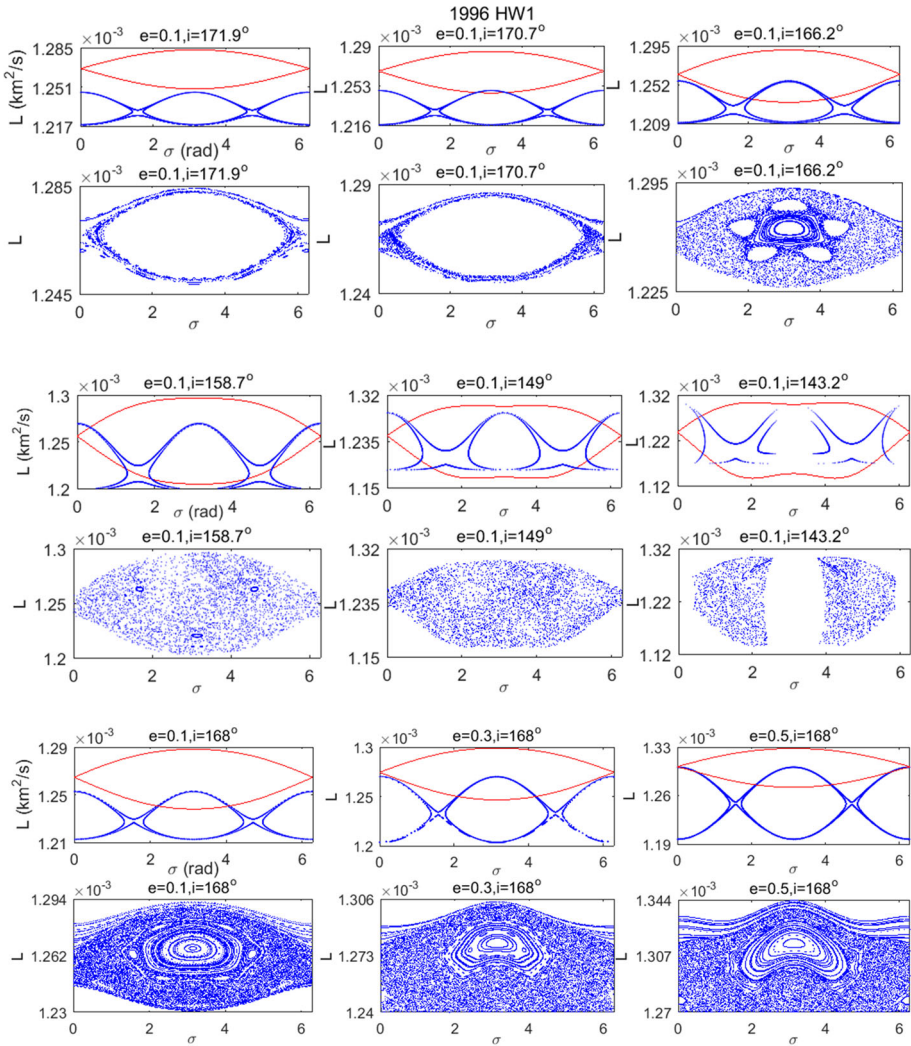 1996 HW1
×10⁻³ e=0.1,i=171.9° ×10⁻³ e=0.1,i=170.7° ×10⁻³ e=0.1,i=166.2°
1.285 1.29 1.295
L (km²/s) 1.251 L 1.253 L 1.252
1.217 1.216 1.209
0 2 4 6 0 2 4 6 0 2 4 6
σ (rad) σ σ
×10⁻³ e=0.1,i=171.9° ×10⁻³ e=0.1,i=170.7° ×10⁻³ e=0.1,i=166.2°
1.285 1.29 1.295
L L L
1.245 1.24 1.225
0 2 4 6 0 2 4 6 0 2 4 6
σ σ σ
×10⁻³ e=0.1,i=158.7° ×10⁻³ e=0.1,i=149° ×10⁻³ e=0.1,i=143.2°
1.3 1.32 1.32
L (km²/s) 1.25 L 1.235 L 1.22
1.2 1.15 1.12
0 2 4 6 0 2 4 6 0 2 4 6
σ (rad) σ σ
×10⁻³ e=0.1,i=158.7° ×10⁻³ e=0.1,i=149° ×10⁻³ e=0.1,i=143.2°
1.3 1.32 1.32
L 1.25 L 1.235 L 1.22
1.2 1.15 1.12
0 2 4 6 0 2 4 6 0 2 4 6
σ σ σ
×10⁻³ e=0.1,i=168° ×10⁻³ e=0.3,i=168° ×10⁻³ e=0.5,i=168°
1.29 1.3 1.33
L (km²/s) 1.25 L 1.26 L 1.26
1.21 1.2 1.19
0 2 4 6 0 2 4 6 0 2 4 6
σ (rad) σ σ
×10⁻³ e=0.1,i=168° ×10⁻³ e=0.3,i=168° ×10⁻³ e=0.5,i=168°
1.294 1.306 1.344
L 1.262 L 1.273 L 1.307
1.23 1.24 1.27
0 2 4 6 0 2 4 6 0 2 4 6
σ σ σ